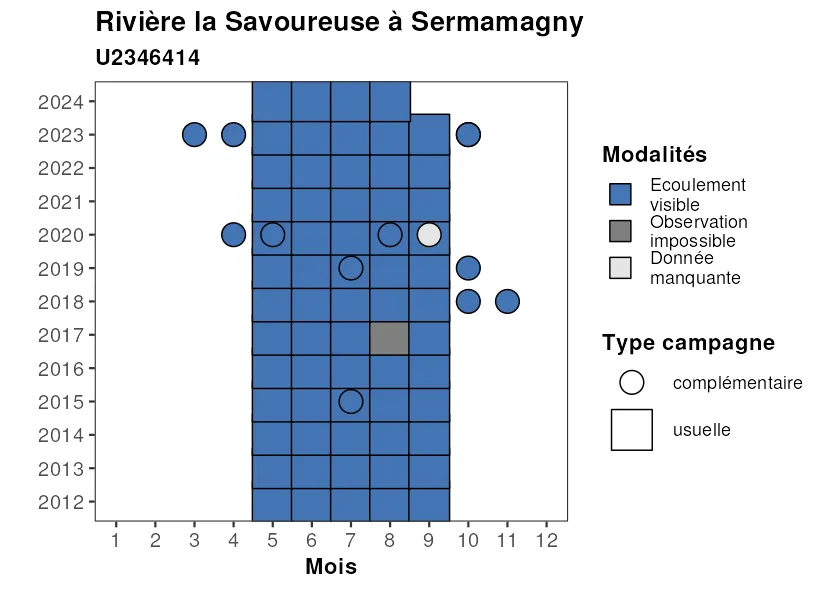 Rivière la Savoureuse à Sermamagny
U2346414
2024
2023
2022
2021
2020
2019
2018
2017
2016
2015
2014
2013
2012
1 2 3 4 5 6 7 8 9 10 11 12
Mois
Modalités
Ecoulement
visible
Observation
impossible
Donnée
manquante
Type campagne
complémentaire
usuelle